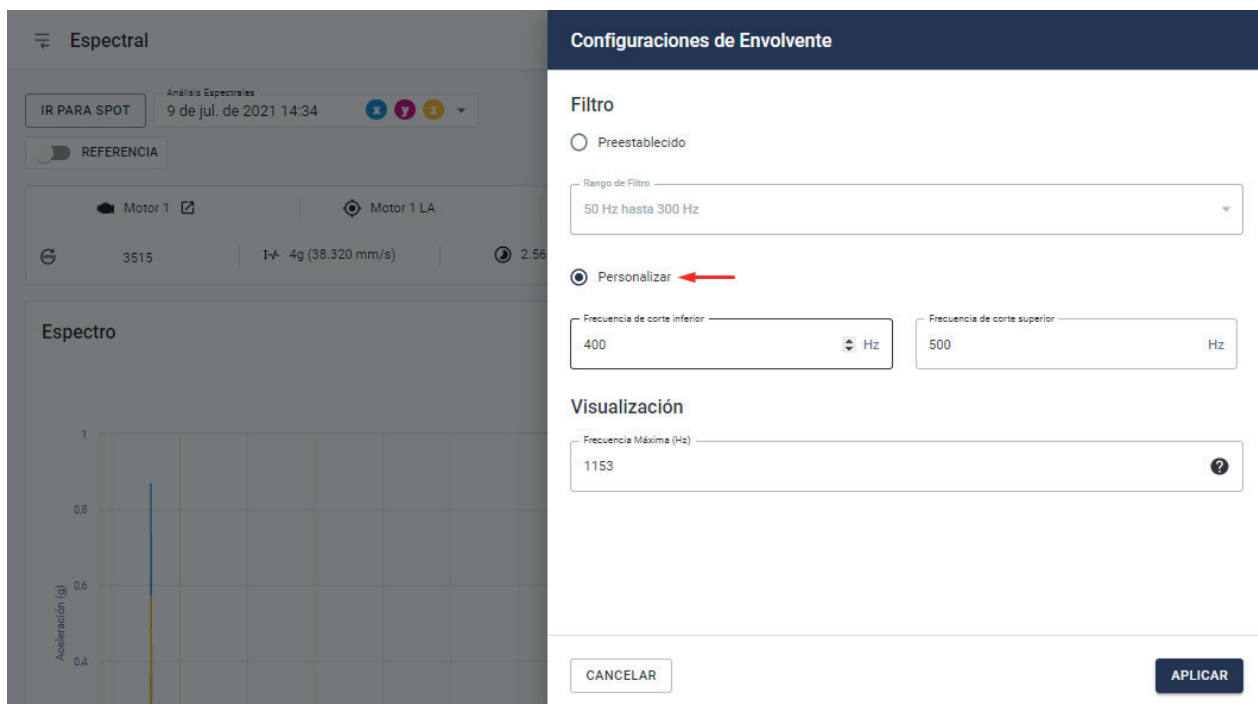 Espectral
IR PARA SPOT
Análisis Espectrales
9 de jul. de 2021 14:34
x y z
REFERENCIA
Motor 1
Motor 1 LA
3515
4g (38.320 mm/s)
2.56
Espectro
1
0,8
0,6
0,4
Aceleración (g)
Configuraciones de Envolvente
Filtro
Preestablecido
Rango de Filtro
50 Hz hasta 300 Hz
Personalizar
Frecuencia de corte inferior
400 Hz
Frecuencia de corte superior
500 Hz
Visualización
Frecuencia Máxima (Hz)
1153
CANCELAR
APLICAR